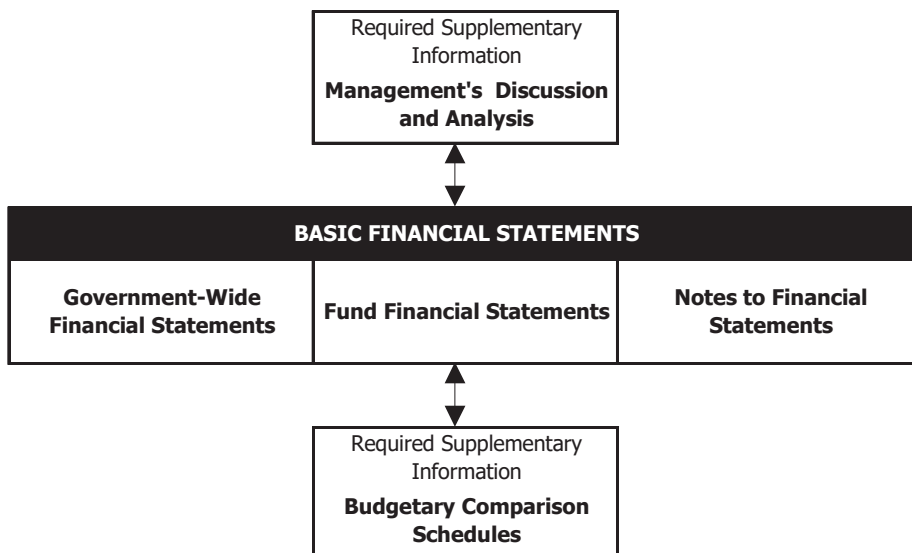 Required Supplementary
Information
Management's Discussion
and Analysis
BASIC FINANCIAL STATEMENTS
Government-Wide
Financial Statements
Fund Financial Statements
Notes to Financial
Statements
Required Supplementary
Information
Budgetary Comparison
Schedules